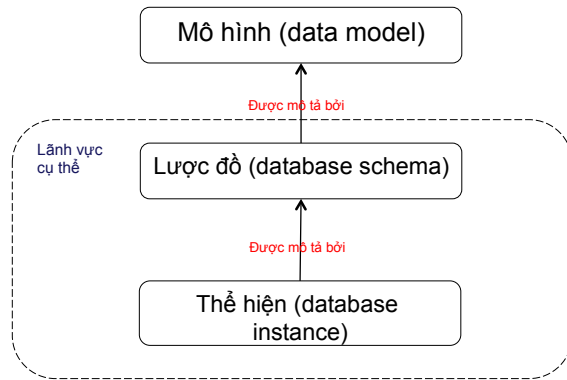 Mô hình (data model)
Được mô tả bởi
Lãnh vực
cụ thể
Lược đồ (database schema)
Được mô tả bởi
Thể hiện (database
instance)